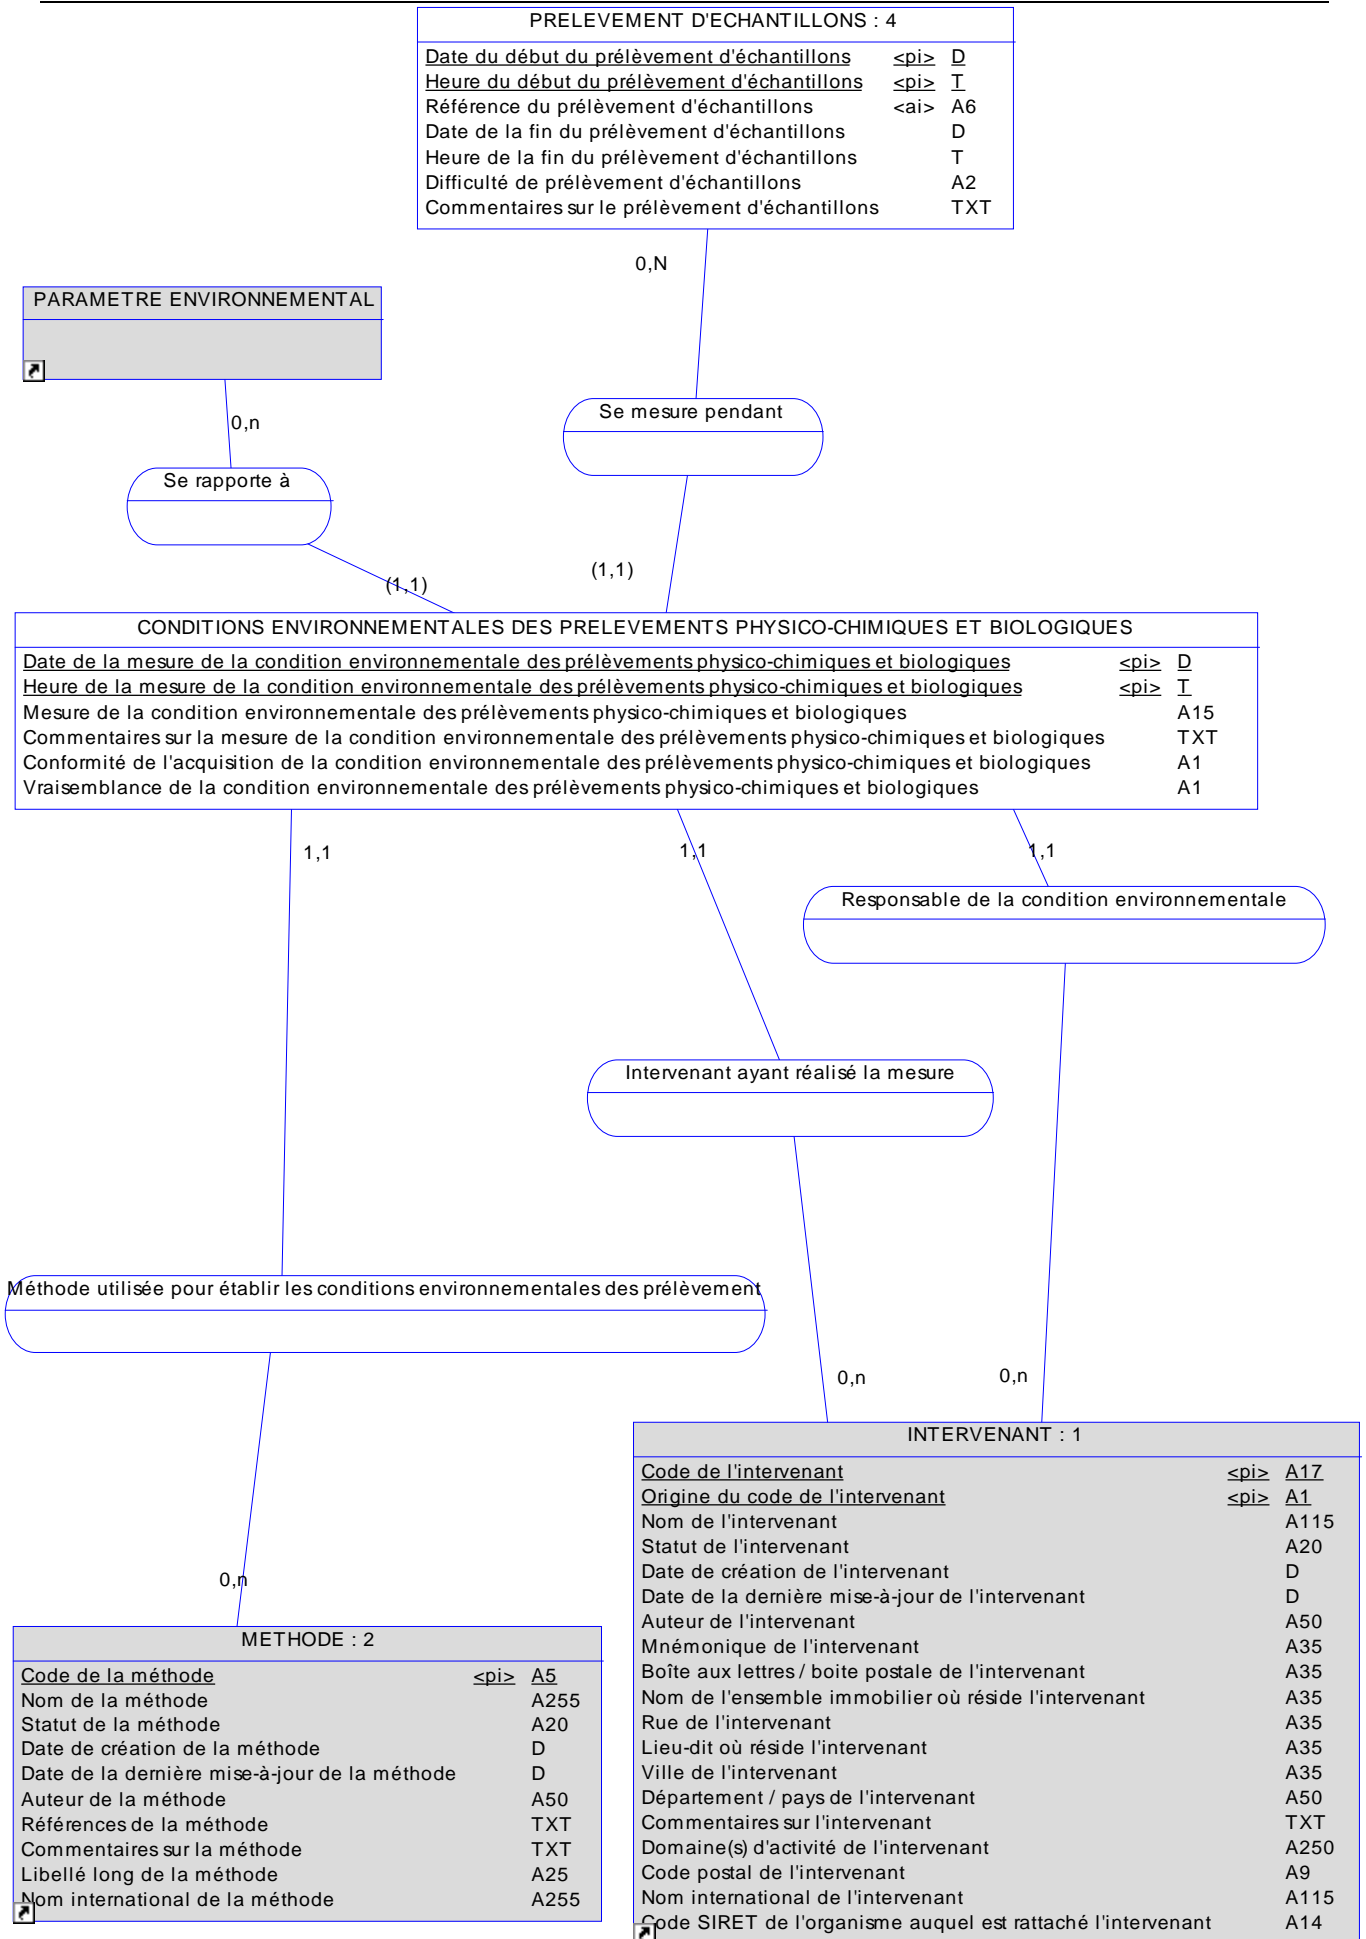 PRELEVEMENT D'ECHANTILLONS : 4
Date du début du prélèvement d'échantillons <pi> D
Heure du début du prélèvement d'échantillons <pi> T
Référence du prélèvement d'échantillons <ai> A6
Date de la fin du prélèvement d'échantillons D
Heure de la fin du prélèvement d'échantillons T
Difficulté de prélèvement d'échantillons A2
Commentaires sur le prélèvement d'échantillons TXT
0,N
PARAMETRE ENVIRONNEMENTAL
0,n
Se mesure pendant
Se rapporte à
(1,1)
(1,1)
CONDITIONS ENVIRONNEMENTALES DES PRELEVEMENTS PHYSICO-CHIMIQUES ET BIOLOGIQUES
Date de la mesure de la condition environnementale des prélèvements physico-chimiques et biologiques <pi> D
Heure de la mesure de la condition environnementale des prélèvements physico-chimiques et biologiques <pi> T
Mesure de la condition environnementale des prélèvements physico-chimiques et biologiques A15
Commentaires sur la mesure de la condition environnementale des prélèvements physico-chimiques et biologiques TXT
Conformité de l'acquisition de la condition environnementale des prélèvements physico-chimiques et biologiques A1
Vraisemblance de la condition environnementale des prélèvements physico-chimiques et biologiques A1
1,1
1,1
1,1
Responsable de la condition environnementale
Intervenant ayant réalisé la mesure
Méthode utilisée pour établir les conditions environnementales des prélèvement
0,n
0,n
0,n
METHODE : 2
Code de la méthode <pi> A5
Nom de la méthode A255
Statut de la méthode A20
Date de création de la méthode D
Date de la dernière mise-à-jour de la méthode D
Auteur de la méthode A50
Références de la méthode TXT
Commentaires sur la méthode TXT
Libellé long de la méthode A25
Nom international de la méthode A255
INTERVENANT : 1
Code de l'intervenant <pi> A17
Origine du code de l'intervenant <pi> A1
Nom de l'intervenant A115
Statut de l'intervenant A20
Date de création de l'intervenant D
Date de la dernière mise-à-jour de l'intervenant D
Auteur de l'intervenant A50
Mnémonique de l'intervenant A35
Boîte aux lettres / boite postale de l'intervenant A35
Nom de l'ensemble immobilier où réside l'intervenant A35
Rue de l'intervenant A35
Lieu-dit où réside l'intervenant A35
Ville de l'intervenant A35
Département / pays de l'intervenant A50
Commentaires sur l'intervenant TXT
Domaine(s) d'activité de l'intervenant A250
Code postal de l'intervenant A9
Nom international de l'intervenant A115
Code SIRET de l'organisme auquel est rattaché l'intervenant A14